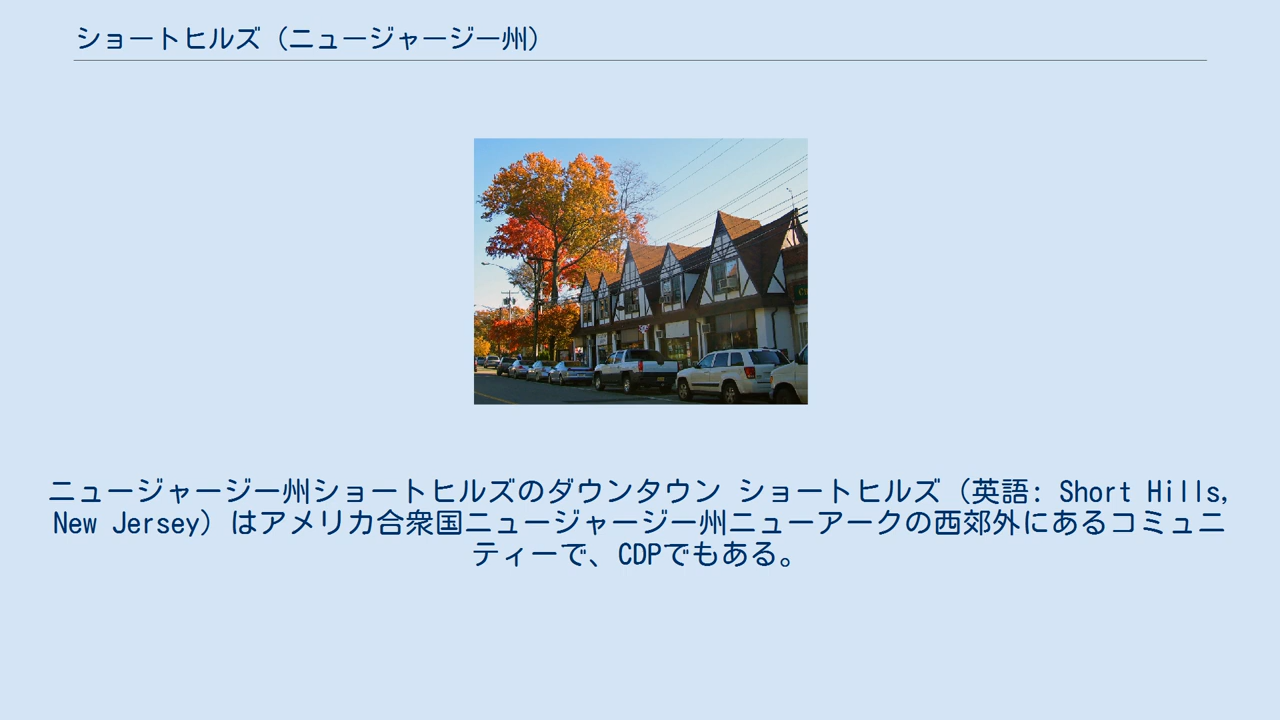 ショートヒルズ（ニュージャージー州）
ニュージャージー州ショートヒルズのダウンタウン ショートヒルズ（英語: Short Hills,
New Jersey）はアメリカ合衆国ニュージャージー州ニューアークの西郊外にあるコミュニ
ティーで、CDPでもある。